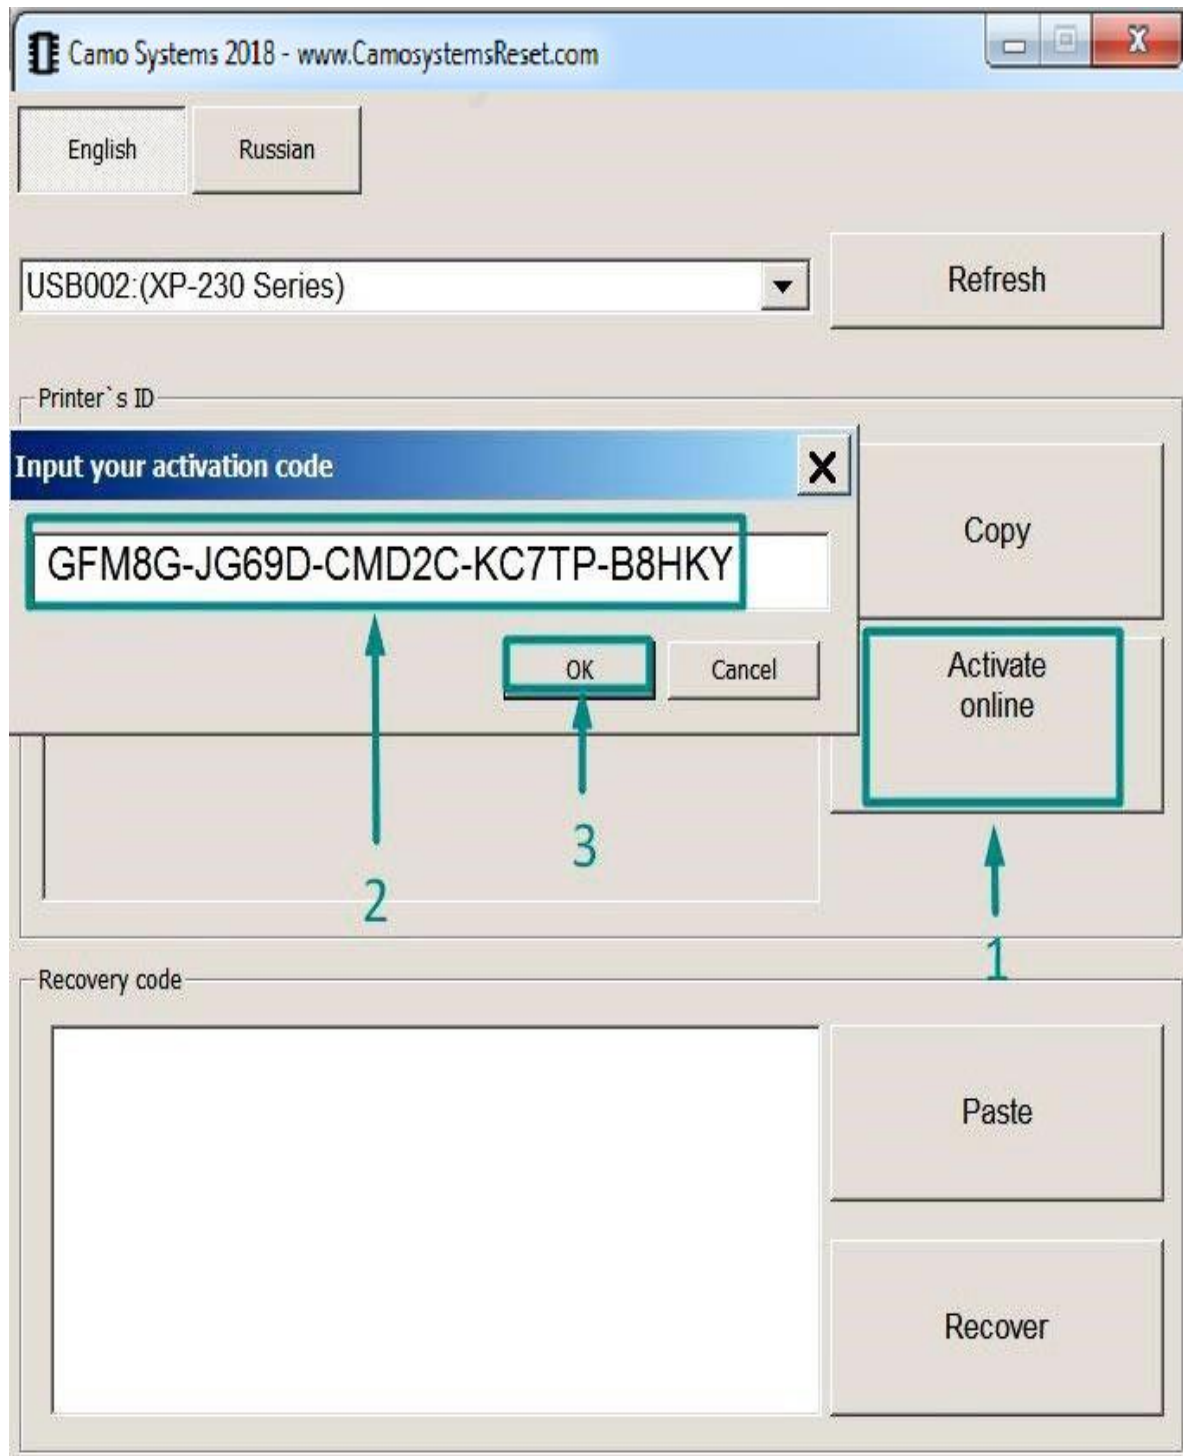 Camo Systems 2018 - www.CamosystemsReset.com
English
Russian
USB002:(XP-230 Series)
Refresh
Printer`s ID
Input your activation code
X
GFM8G-JG69D-CMD2C-KC7TP-B8HKY
OK
Cancel
Copy
Activate
online
3
2
1
Recovery code
Paste
Recover